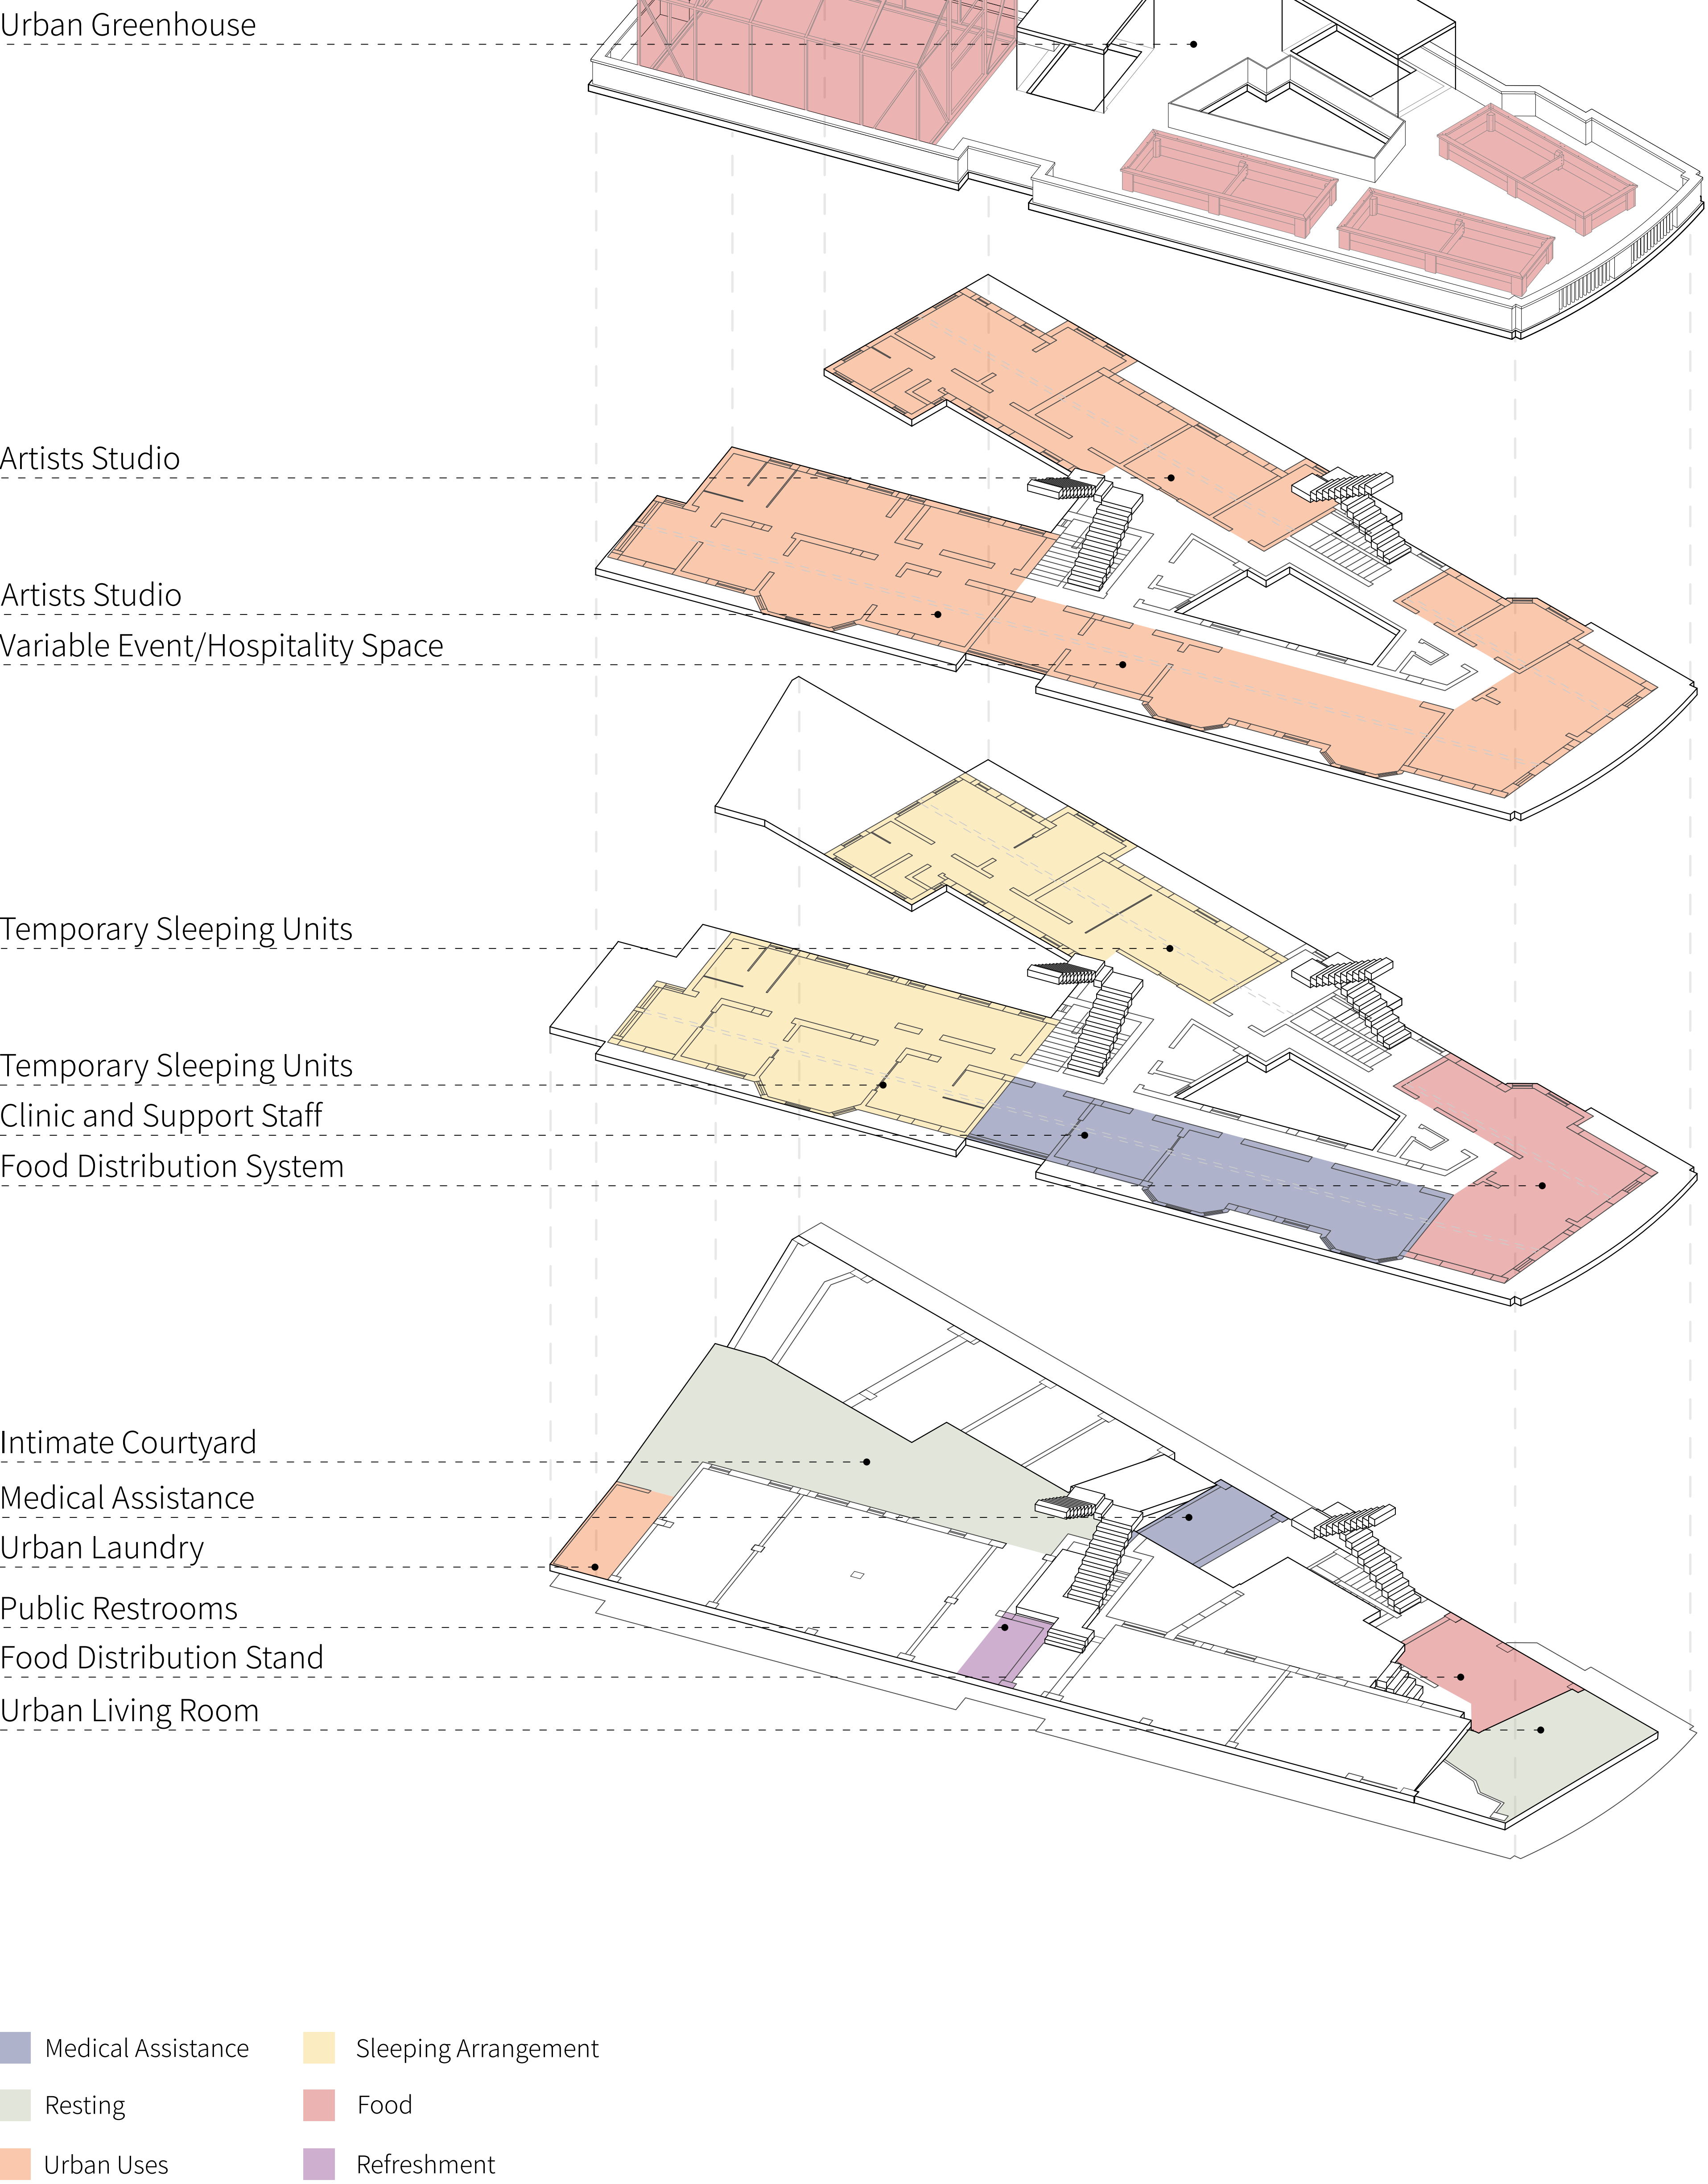 Urban Greenhouse
Artists Studio
Artists Studio
Variable Event/Hospitality Space
Temporary Sleeping Units
Temporary Sleeping Units
Clinic and Support Staff
Food Distribution System
Intimate Courtyard
Medical Assistance
Urban Laundry
Public Restrooms
Food Distribution Stand
Urban Living Room
Medical Assistance
Sleeping Arrangement
Resting
Food
Urban Uses
Refreshment